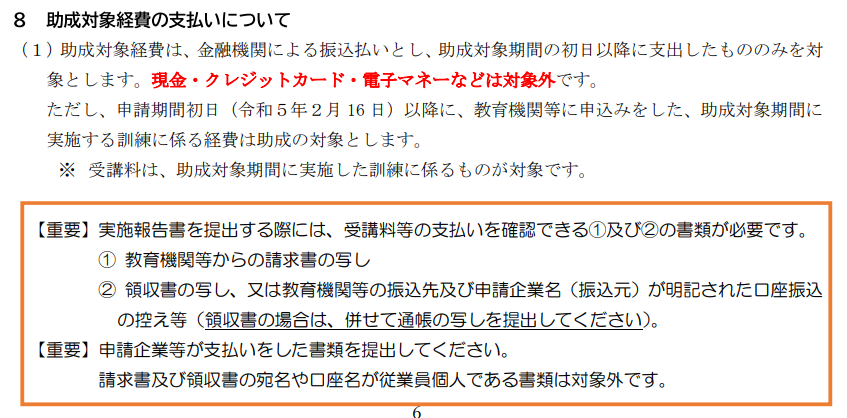 ８　助成対象経費の支払いについて
（１）助成対象経費は、金融機関による振込払いとし、助成対象期間の初日以降に支出したもののみを対
象とします。現金・クレジットカード・電子マネーなどは対象外です。
ただし、申請期間初日（令和５年２月 16 日）以降に、教育機関等に申込みをした、助成対象期間に
実施する訓練に係る経費は助成の対象とします。
※ 受講料は、助成対象期間に実施した訓練に係るものが対象です。
【重要】実施報告書を提出する際には、受講料等の支払いを確認できる①及び②の書類が必要です。
① 教育機関等からの請求書の写し
② 領収書の写し、又は教育機関等の振込先及び申請企業名（振込元）が明記された口座振込
の控え等（領収書の場合は、併せて通帳の写しを提出してください）。
【重要】申請企業等が支払いをした書類を提出してください。
請求書及び領収書の宛名や口座名が従業員個人である書類は対象外です。
6